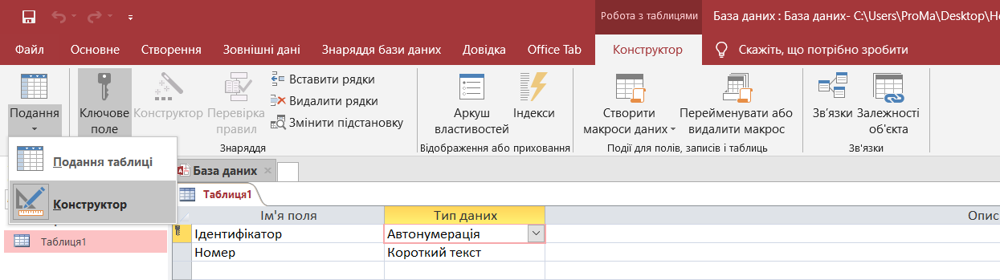 Робота з таблицями
База даних : База даних- C:\Users\ProMa\Desktop\
Файл Основне Створення Зовнішні дані Знаряддя бази даних Довідка Office Tab Конструктор Скажіть, що потрібно зробити
Подання
Ключове поле
Конструктор
Перевірка правил
Вставити рядки
Видалити рядки
Змінити підстановку
Знаряддя
Аркуш властивостей
Індекси
Відображення або приховання
Створити макроси даних
Перейменувати або видалити макрос
Події для полів, записів і таблиць
Зв’язки
Залежності об'єкта
Зв'язки
Подання таблиці
Конструктор
База даних
Таблиця1
Таблиця1
Ім'я поля Тип даних Опис
Ідентифікатор Автонумерація
Номер Короткий текст